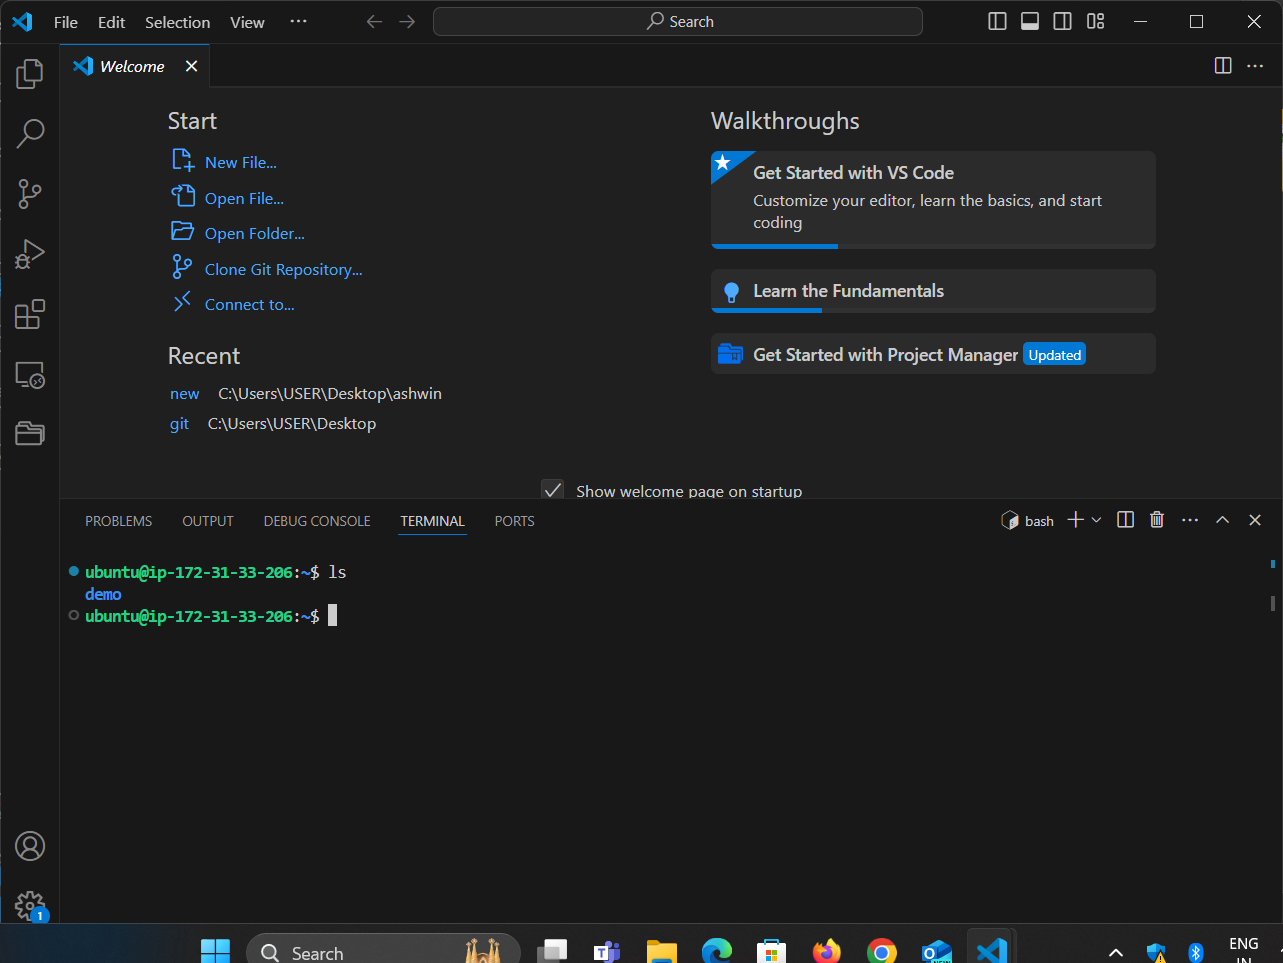 File Edit Selection View ··· Search
Welcome
Start
New File...
Open File...
Open Folder...
Clone Git Repository...
Connect to...
Recent
new C:\Users\USER\Desktop\ashwin
git C:\Users\USER\Desktop
Walkthroughs
Get Started with VS Code
Customize your editor, learn the basics, and start
coding
Learn the Fundamentals
Get Started with Project Manager Updated
Show welcome page on startup
PROBLEMS OUTPUT DEBUG CONSOLE TERMINAL PORTS bash
ubuntu@ip-172-31-33-206:~$ ls
demo
ubuntu@ip-172-31-33-206:~$
1
Search
ENG
IN